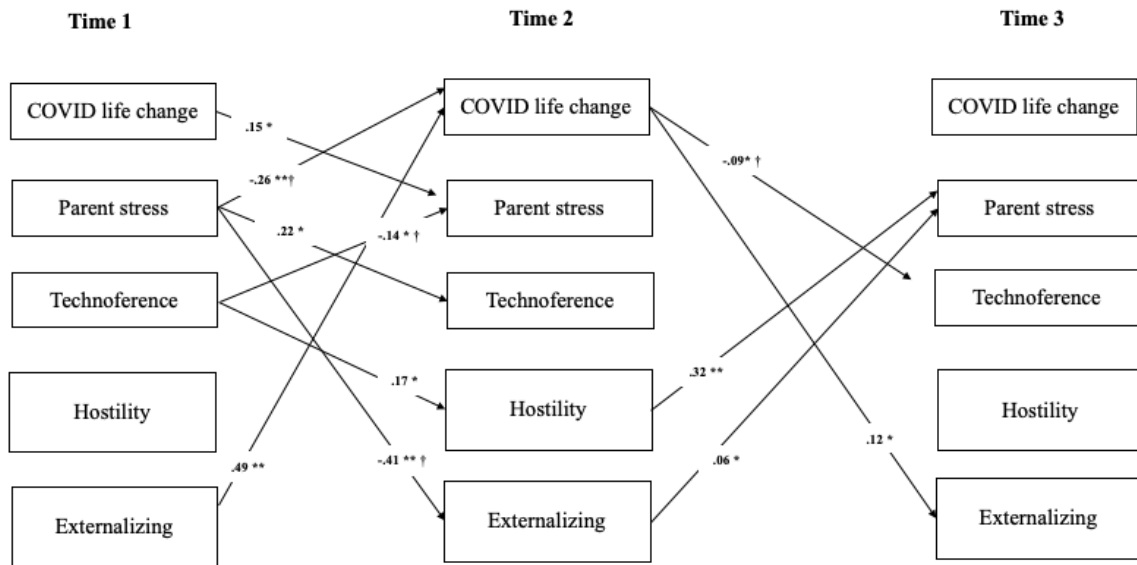 Time 1
Time 2
Time 3
COVID life change
COVID life change
COVID life change
.15 *
-.09* †
-.26 **†
Parent stress
Parent stress
Parent stress
.22 *
-.14 * †
Technoference
Technoference
Technoference
.17 *
.32 **
Hostility
Hostility
Hostility
.49 **
-.41 ** †
.06 *
.12 *
Externalizing
Externalizing
Externalizing